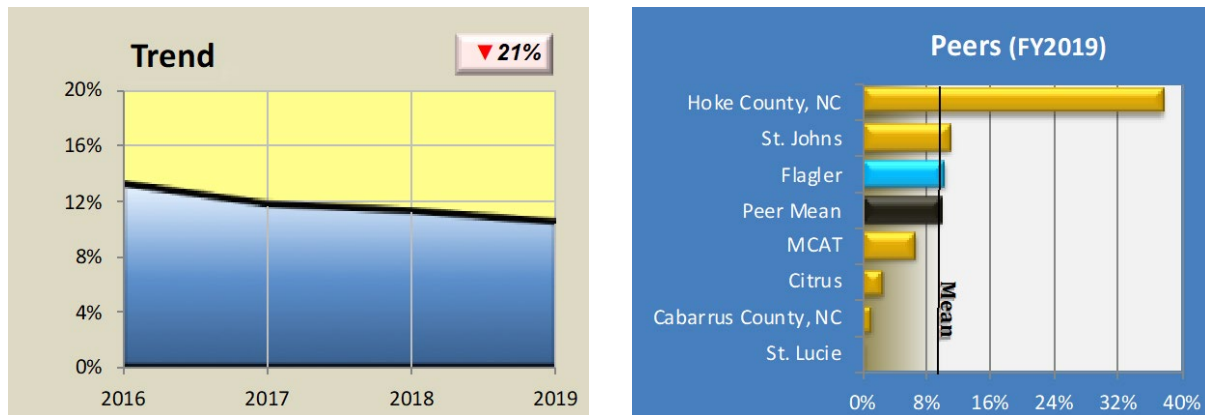 Trend
▼21%
20%
16%
12%
8%
4%
0%
2016 2017 2018 2019
Peers (FY2019)
Hoke County, NC
St. Johns
Flagler
Peer Mean
MCAT
Citrus
Cabarrus County, NC
St. Lucie
Mean
0% 8% 16% 24% 32% 40%